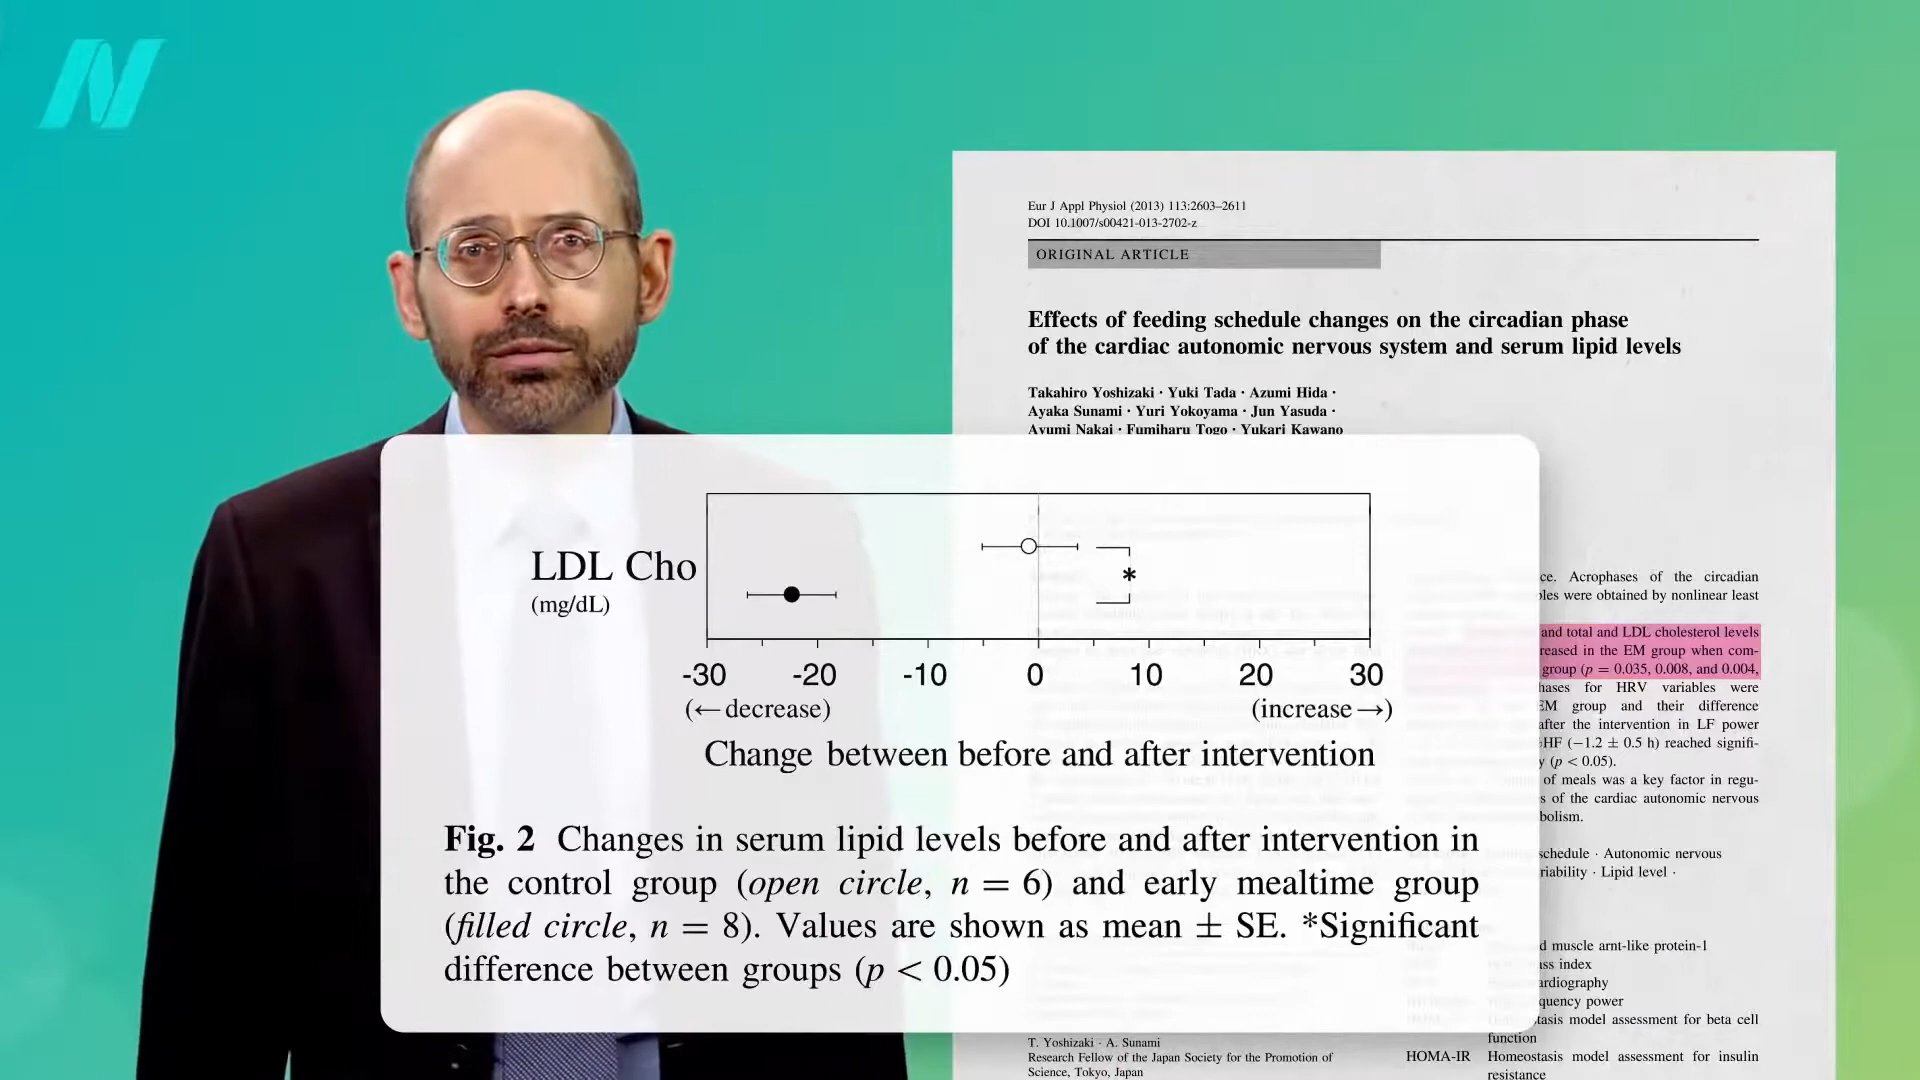 Eur J Appl Physiol (2013) 113:2603–2611
DOI 10.1007/s00421-013-2702-z
ORIGINAL ARTICLE
Effects of feeding schedule changes on the circadian phase
of the cardiac autonomic nervous system and serum lipid levels
Takahiro Yoshizaki · Yuki Tada · Azumi Hida ·
Ayaka Sunami · Yuri Yokoyama · Jun Yasuda ·
Ayumi Nakai · Fumiharu Togo · Yukari Kawano
LDL Cho
(mg/dL)
*
-30 -20 -10 0 10 20 30
(← decrease) (increase →)
Change between before and after intervention
Fig. 2 Changes in serum lipid levels before and after intervention in
the control group (open circle, n = 6) and early mealtime group
(filled circle, n = 8). Values are shown as mean ± SE. *Significant
difference between groups (p < 0.05)
ce. Acrophases of the circadian
les were obtained by nonlinear least
and total and LDL cholesterol levels
reased in the EM group when com-
group (p = 0.035, 0.008, and 0.004,
hases for HRV variables were
EM group and their difference
after the intervention in LF power
HF (−1.2 ± 0.5 h) reached signifi-
y (p < 0.05).
of meals was a key factor in regu-
s of the cardiac autonomic nervous
bolism.
schedule · Autonomic nervous
riability · Lipid level ·
d muscle arnt-like protein-1
ass index
ardiography
quency power
stasis model assessment for beta cell
function
HOMA-IR Homeostasis model assessment for insulin
resistance
T. Yoshizaki · A. Sunami
Research Fellow of the Japan Society for the Promotion of
Science, Tokyo, Japan